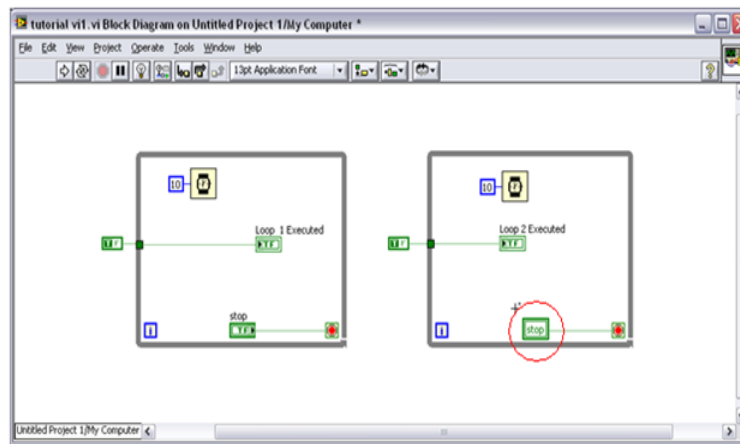 tutorial vi1.vi Block Diagram on Untitled Project 1/My Computer *
File Edit View Project Operate Tools Window Help
13pt Application Font
10
10
Loop 1 Executed
Loop 2 Executed
TF
TF
TF
TF
stop
i
TF
i
stop
Untitled Project 1/My Computer